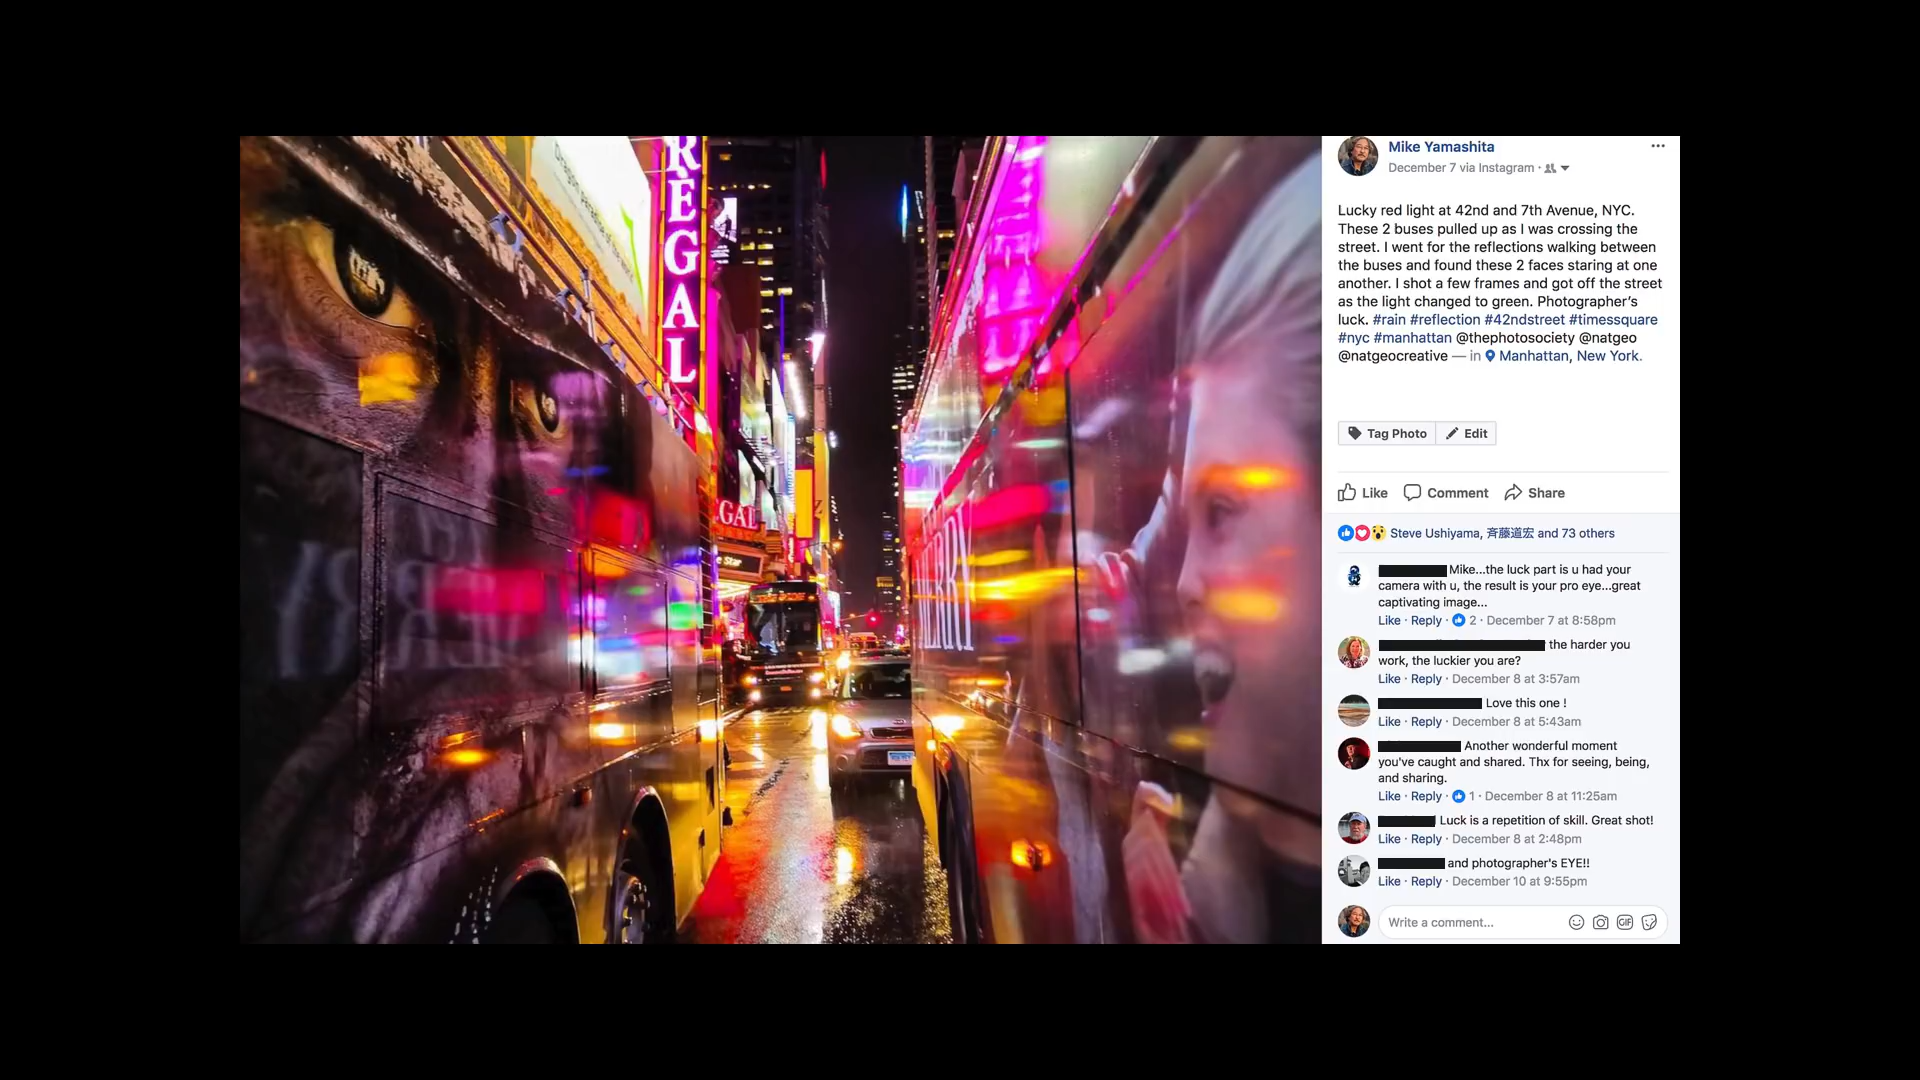 REGAL
GAL
e Star
Mike Yamashita
December 7 via Instagram ·
Lucky red light at 42nd and 7th Avenue, NYC.
These 2 buses pulled up as I was crossing the
street. I went for the reflections walking between
the buses and found these 2 faces staring at one
another. I shot a few frames and got off the street
as the light changed to green. Photographer’s
luck. #rain #reflection #42ndstreet #timessquare
#nyc #manhattan @thephotosociety @natgeo
@natgeocreative — in Manhattan, New York.
Tag Photo Edit
Like Comment Share
Steve Ushiyama, 斉藤道宏 and 73 others
Mike...the luck part is u had your
camera with u, the result is your pro eye...great
captivating image...
Like · Reply · 2 · December 7 at 8:58pm
the harder you
work, the luckier you are?
Like · Reply · December 8 at 3:57am
Love this one !
Like · Reply · December 8 at 5:43am
Another wonderful moment
you've caught and shared. Thx for seeing, being,
and sharing.
Like · Reply · 1 · December 8 at 11:25am
Luck is a repetition of skill. Great shot!
Like · Reply · December 8 at 2:48pm
and photographer's EYE!!
Like · Reply · December 10 at 9:55pm
Write a comment...
GIF